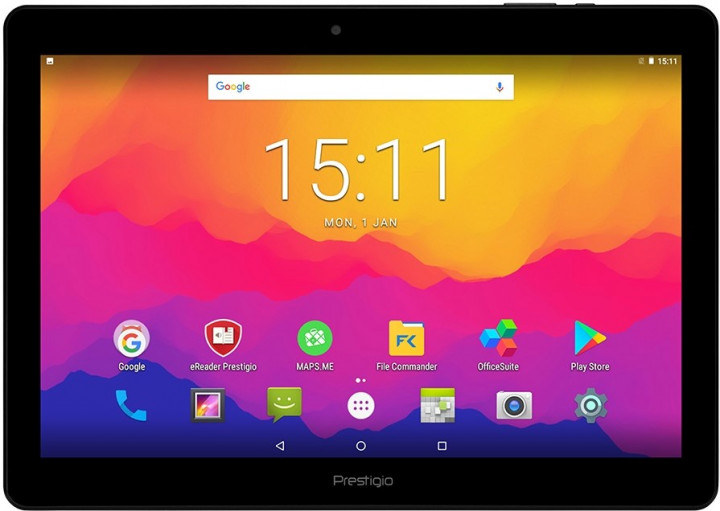 15:11
Google
15:11
MON, 1 JAN
Google
eReader Prestigio
MAPS.ME
File Commander
OfficeSuite
Play Store
Prestigio